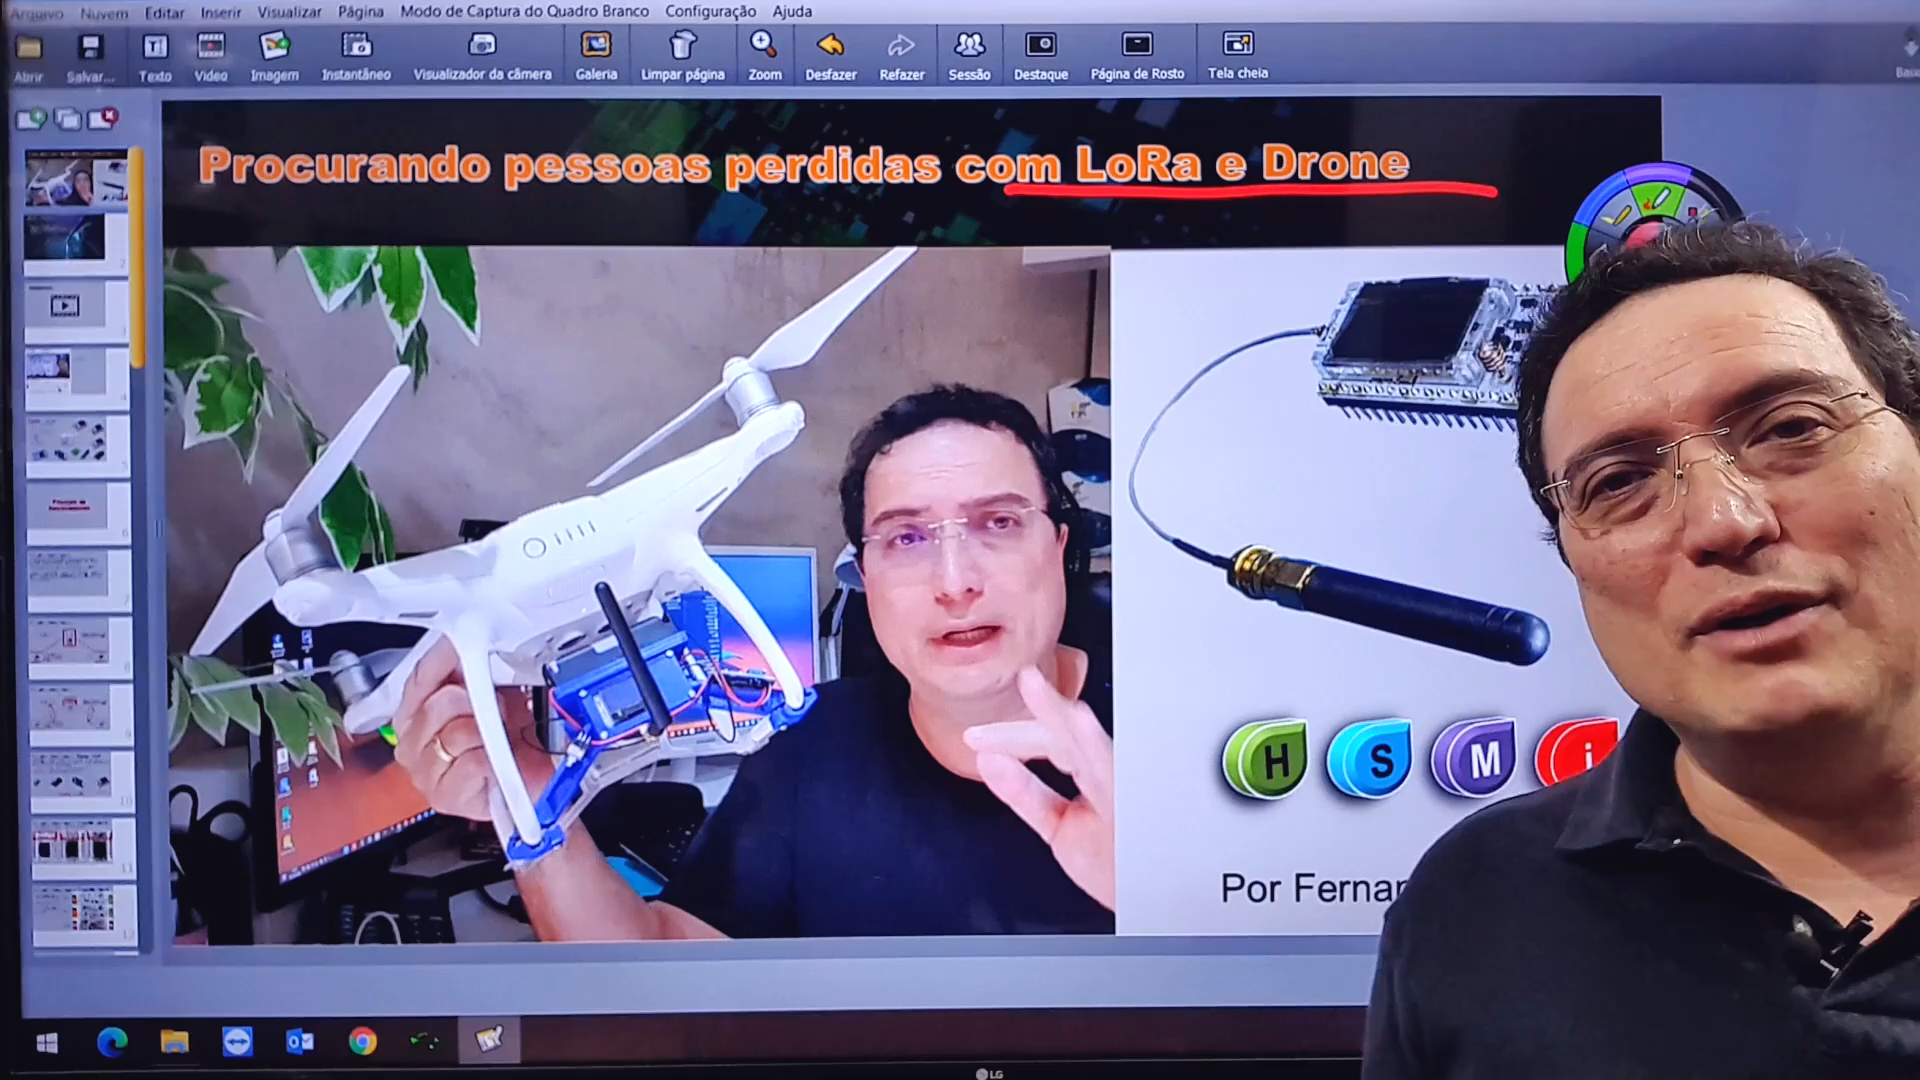 Arquivo Nuvem Editar Inserir Visualizar Página Modo de Captura do Quadro Branco Configuração Ajuda
Abrir Salvar... Texto Video Imagem Instantâneo Visualizador da câmera Galeria Limpar página Zoom Desfazer Refazer Sessão Destaque Página de Rosto Tela cheia
Procurando pessoas perdidas com LoRa e Drone
H S M i
Por Fernan
LG